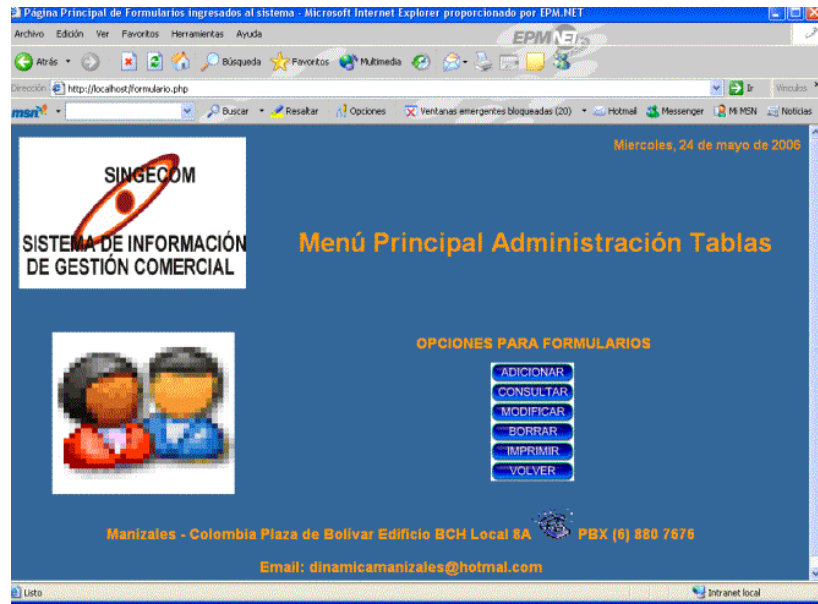 Página Principal de Formularios ingresados al sistema - Microsoft Internet Explorer proporcionado por EPM.NET
Archivo Edición Ver Favoritos Herramientas Ayuda
EPMNET
Atrás Búsqueda Favoritos Multimedia
Dirección http://localhost/formulario.php Ir Vínculos
msn Buscar Resaltar Opciones Ventanas emergentes bloqueadas (20) Hotmail Messenger Mi MSN Noticias
Miercoles, 24 de mayo de 2006
SINGECOM
SISTEMA DE INFORMACIÓN
DE GESTIÓN COMERCIAL
Menú Principal Administración Tablas
OPCIONES PARA FORMULARIOS
ADICIONAR
CONSULTAR
MODIFICAR
BORRAR
IMPRIMIR
VOLVER
Manizales - Colombia Plaza de Bolivar Edificio BCH Local 8A PBX (6) 880 7676
Email: dinamicamanizales@hotmal.com
Listo Intranet local